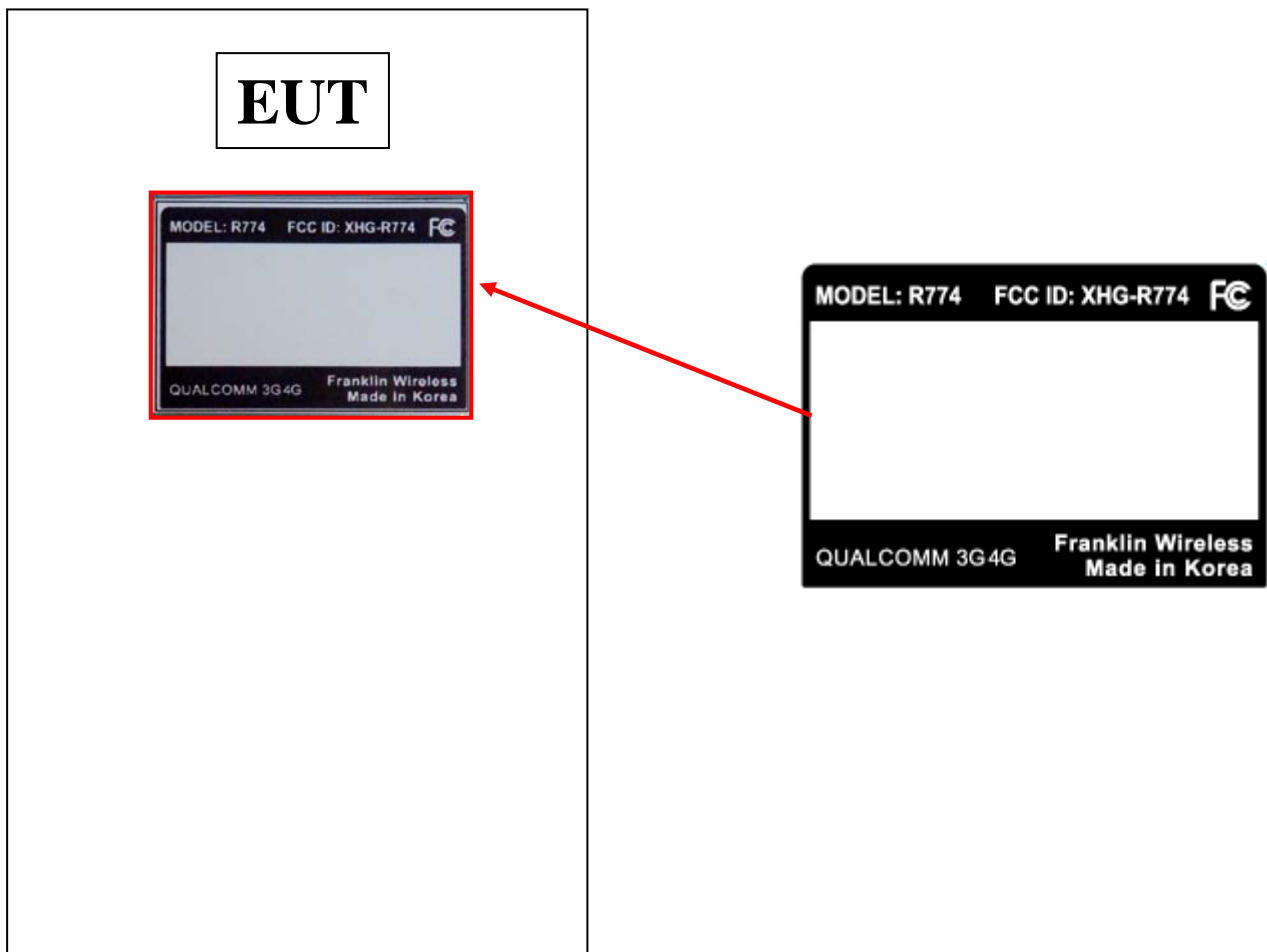 EUT
MODEL: R774 FCC ID: XHG-R774 FC
QUALCOMM 3G4G
Franklin Wireless
Made in Korea
MODEL: R774 FCC ID: XHG-R774 FC
QUALCOMM 3G4G
Franklin Wireless
Made in Korea